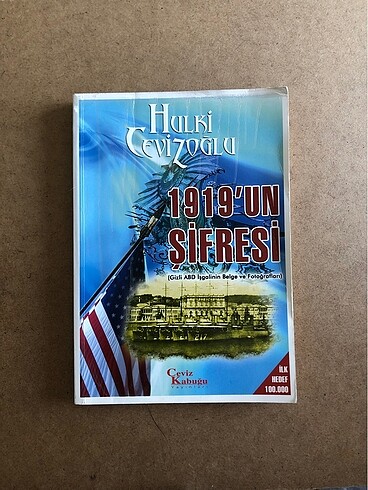 HULKİ
CEVİZOĞLU
1919'UN
ŞİFRESİ
(Gizli ABD İşgalinin Belge ve Fotoğrafları)
Ceviz
Kabuğu
Yayınları
İLK
HEDEF
100.000